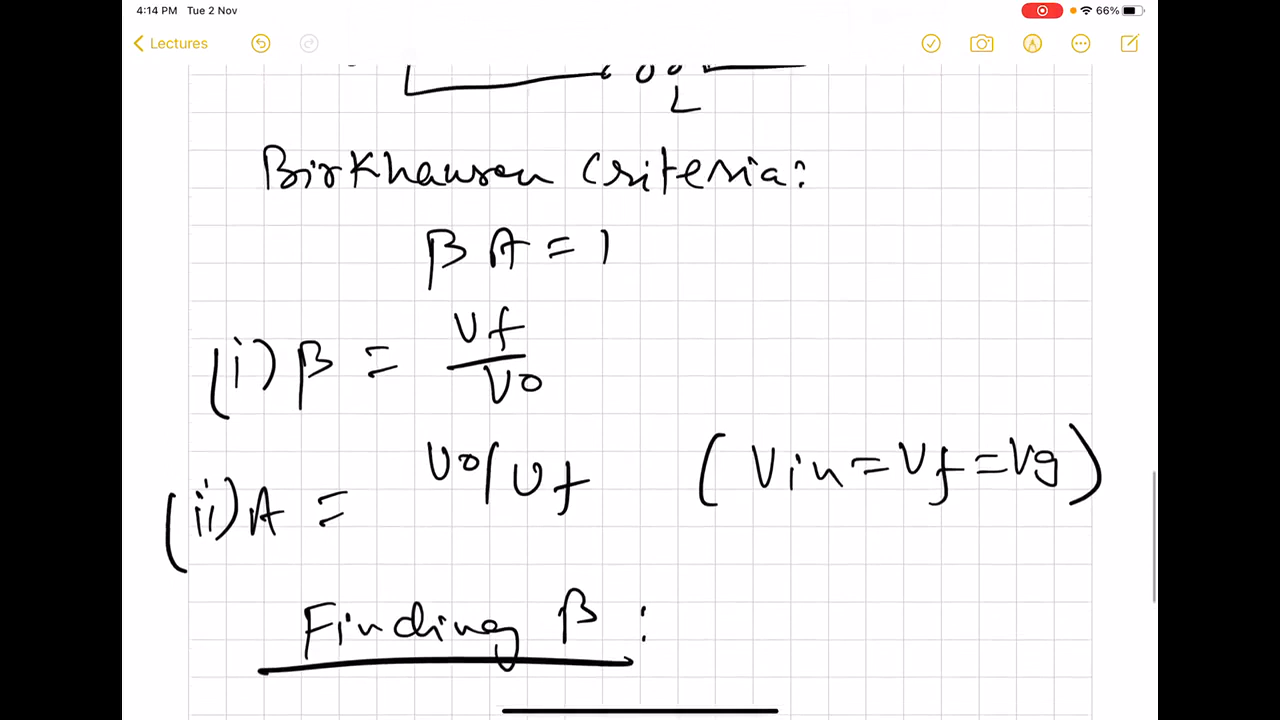 4:14 PM Tue 2 Nov
66%
Lectures
L
Birkhausen Criteria:
β A = 1
(i) β = Vf / Vo
(ii) A = Vo/Vf (Vin = Vf = Vg)
Finding β :